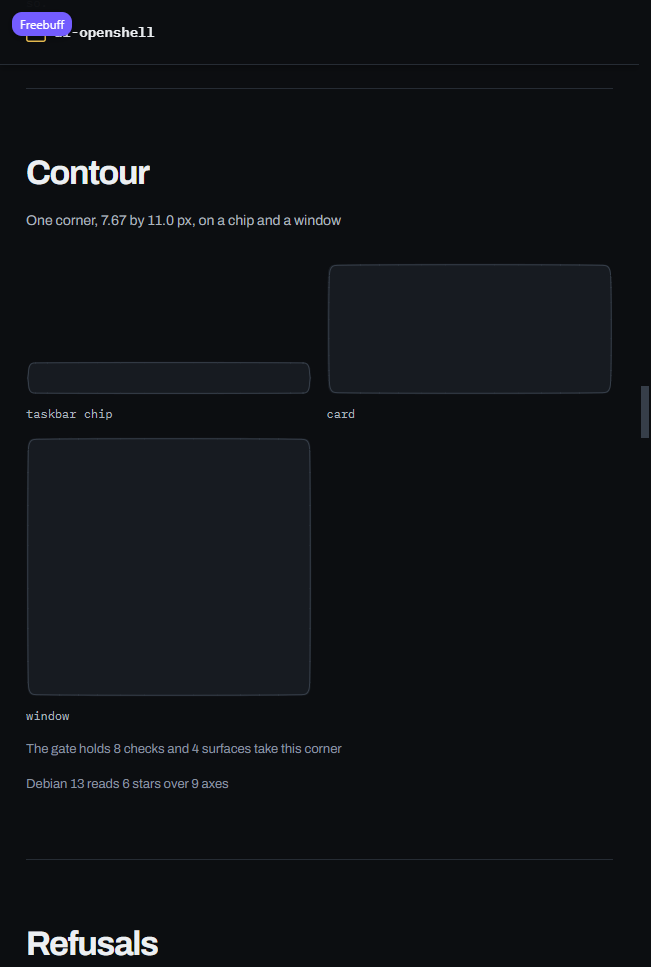 Freebuff
-openshell
Contour
One corner, 7.67 by 11.0 px, on a chip and a window
taskbar chip
card
window
The gate holds 8 checks and 4 surfaces take this corner
Debian 13 reads 6 stars over 9 axes
Refusals